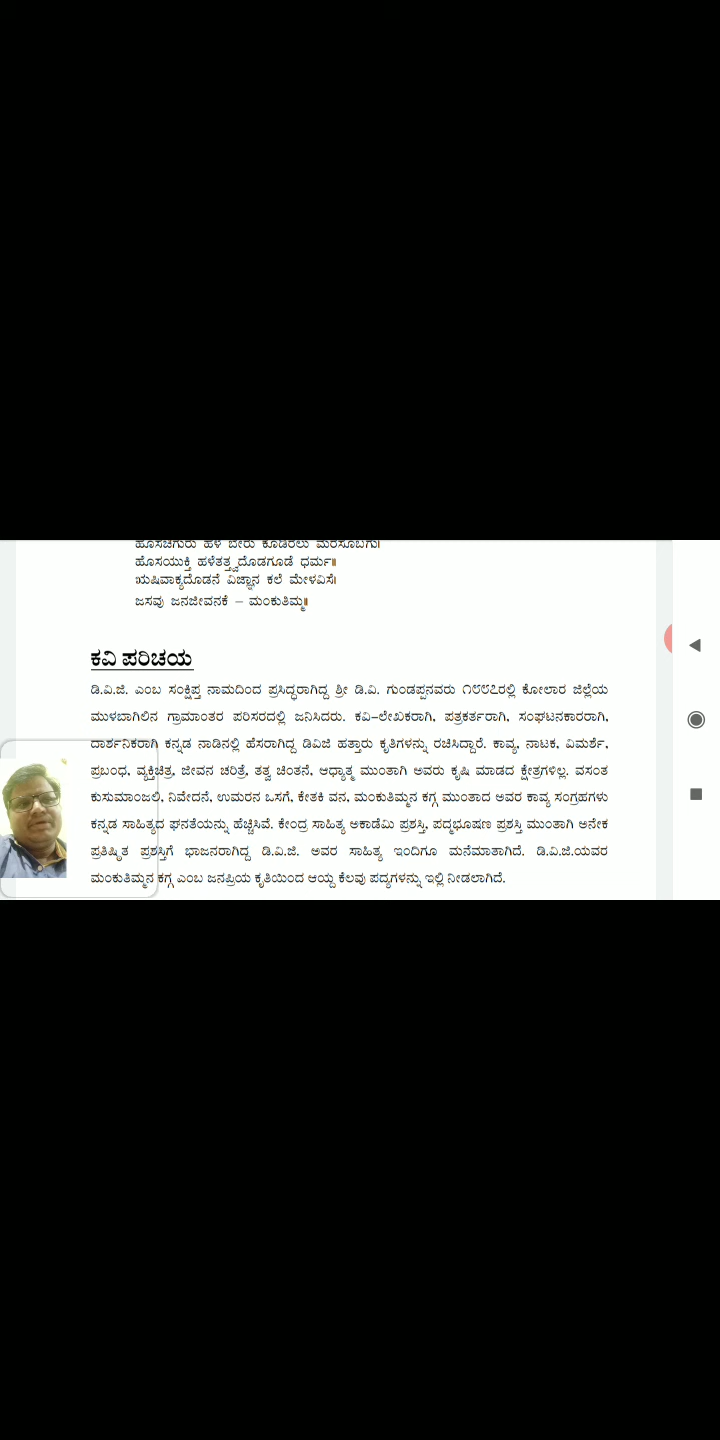 ಹೊಸಚಿಗುರು ಹಳೆ ಬೇರು ಕೂಡಿರಲು ಮರಸೊಬಗು।
ಹೊಸಯುಕ್ತಿ ಹಳೆತತ್ತ್ವದೊಡಗೂಡೆ ಧರ್ಮ॥
ಋಷಿವಾಕ್ಯದೊಡನೆ ವಿಜ್ಞಾನ ಕಲೆ ಮೇಳವಿಸೆ।
ಜಸವು ಜನಜೀವನಕೆ – ಮಂಕುತಿಮ್ಮ॥
ಕವಿ ಪರಿಚಯ
ಡಿ.ವಿ.ಜಿ. ಎಂಬ ಸಂಕ್ಷಿಪ್ತ ನಾಮದಿಂದ ಪ್ರಸಿದ್ಧರಾಗಿದ್ದ ಶ್ರೀ ಡಿ.ವಿ. ಗುಂಡಪ್ಪನವರು ೧೮೮೭ರಲ್ಲಿ ಕೋಲಾರ ಜಿಲ್ಲೆಯ
ಮುಳಬಾಗಿಲಿನ ಗ್ರಾಮಾಂತರ ಪರಿಸರದಲ್ಲಿ ಜನಿಸಿದರು. ಕವಿ–ಲೇಖಕರಾಗಿ, ಪತ್ರಕರ್ತರಾಗಿ, ಸಂಘಟನಕಾರರಾಗಿ,
ದಾರ್ಶನಿಕರಾಗಿ ಕನ್ನಡ ನಾಡಿನಲ್ಲಿ ಹೆಸರಾಗಿದ್ದ ಡಿವಿಜಿ ಹತ್ತಾರು ಕೃತಿಗಳನ್ನು ರಚಿಸಿದ್ದಾರೆ. ಕಾವ್ಯ, ನಾಟಕ, ವಿಮರ್ಶೆ,
ಪ್ರಬಂಧ, ವ್ಯಕ್ತಿಚಿತ್ರ, ಜೀವನ ಚರಿತ್ರೆ, ತತ್ವ ಚಿಂತನೆ, ಆಧ್ಯಾತ್ಮ ಮುಂತಾಗಿ ಅವರು ಕೃಷಿ ಮಾಡದ ಕ್ಷೇತ್ರಗಳಿಲ್ಲ. ವಸಂತ
ಕುಸುಮಾಂಜಲಿ, ನಿವೇದನೆ, ಉಮರನ ಒಸಗೆ, ಕೇತಕಿ ವನ, ಮಂಕುತಿಮ್ಮನ ಕಗ್ಗ ಮುಂತಾದ ಅವರ ಕಾವ್ಯ ಸಂಗ್ರಹಗಳು
ಕನ್ನಡ ಸಾಹಿತ್ಯದ ಘನತೆಯನ್ನು ಹೆಚ್ಚಿಸಿವೆ. ಕೇಂದ್ರ ಸಾಹಿತ್ಯ ಅಕಾಡೆಮಿ ಪ್ರಶಸ್ತಿ, ಪದ್ಮಭೂಷಣ ಪ್ರಶಸ್ತಿ ಮುಂತಾಗಿ ಅನೇಕ
ಪ್ರತಿಷ್ಠಿತ ಪ್ರಶಸ್ತಿಗೆ ಭಾಜನರಾಗಿದ್ದ ಡಿ.ವಿ.ಜಿ. ಅವರ ಸಾಹಿತ್ಯ ಇಂದಿಗೂ ಮನೆಮಾತಾಗಿದೆ. ಡಿ.ವಿ.ಜಿ.ಯವರ
ಮಂಕುತಿಮ್ಮನ ಕಗ್ಗ ಎಂಬ ಜನಪ್ರಿಯ ಕೃತಿಯಿಂದ ಆಯ್ದ ಕೆಲವು ಪದ್ಯಗಳನ್ನು ಇಲ್ಲಿ ನೀಡಲಾಗಿದೆ.